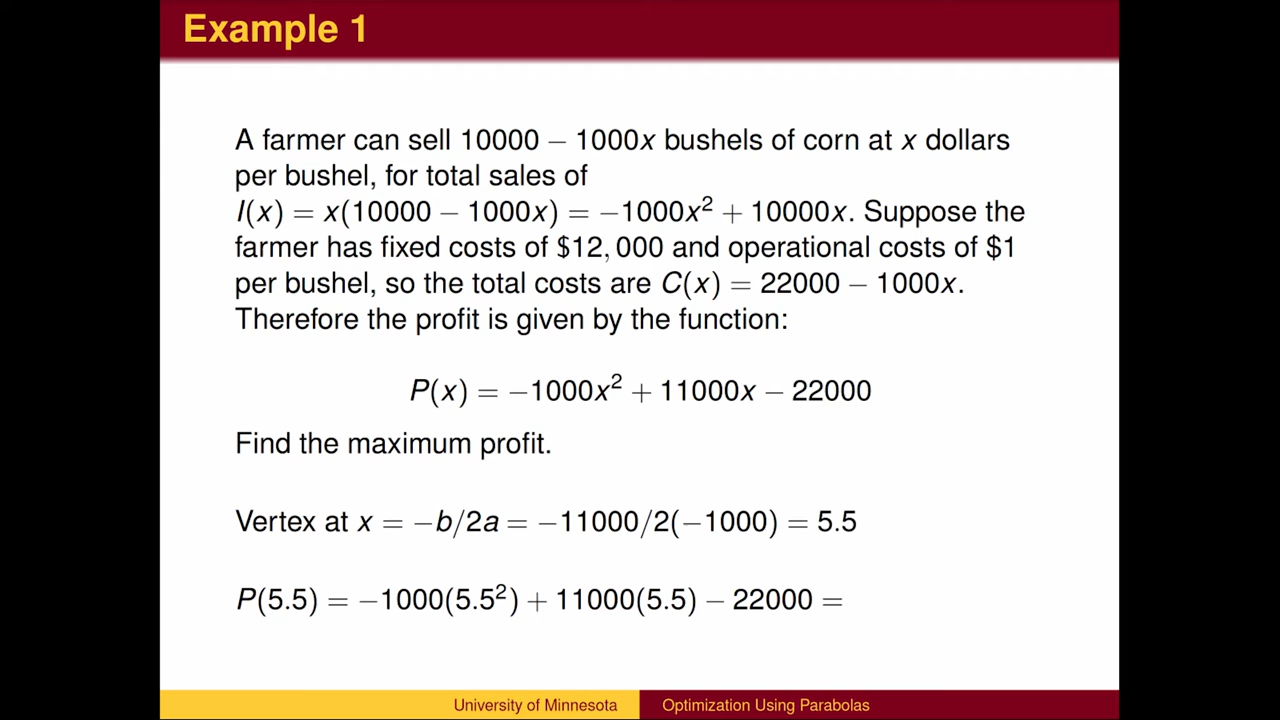 Example 1
A farmer can sell 10000 − 1000x bushels of corn at x dollars
per bushel, for total sales of
I(x) = x(10000 − 1000x) = −1000x² + 10000x. Suppose the
farmer has fixed costs of $12, 000 and operational costs of $1
per bushel, so the total costs are C(x) = 22000 − 1000x.
Therefore the profit is given by the function:
P(x) = −1000x² + 11000x − 22000
Find the maximum profit.
Vertex at x = −b/2a = −11000/2(−1000) = 5.5
P(5.5) = −1000(5.5²) + 11000(5.5) − 22000 =
University of Minnesota
Optimization Using Parabolas